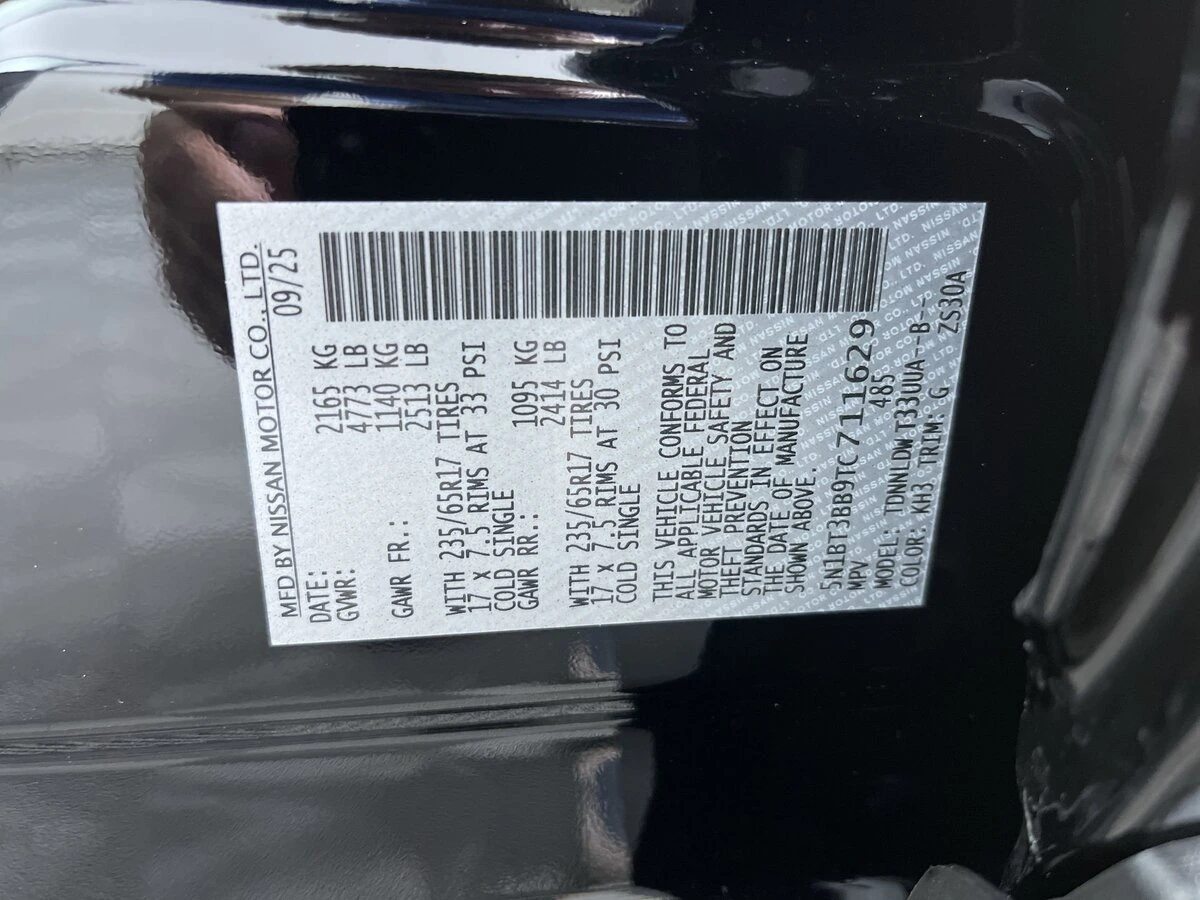 MFD BY NISSAN MOTOR CO., LTD.
DATE: 09/25
GVWR: 2165 KG
4773 LB
GAWR FR.: 1140 KG
2513 LB
WITH 235/65R17 TIRES
17 x 7.5 RIMS AT 33 PSI
COLD SINGLE
GAWR RR.: 1095 KG
2414 LB
WITH 235/65R17 TIRES
17 x 7.5 RIMS AT 30 PSI
COLD SINGLE
THIS VEHICLE CONFORMS TO
ALL APPLICABLE FEDERAL
MOTOR VEHICLE SAFETY AND
THEFT PREVENTION
STANDARDS IN EFFECT ON
THE DATE OF MANUFACTURE
SHOWN ABOVE.
5N1BT3BB9TC711629
MPV 485
MODEL: TDNNLDW T33UUA--B--
COLOR: KH3 TRIM: G ZS30A